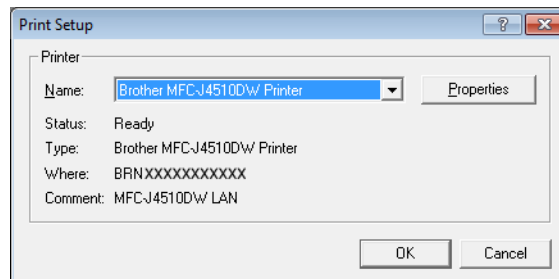 Print Setup
Printer
Name: Brother MFC-J4510DW Printer Properties
Status: Ready
Type: Brother MFC-J4510DW Printer
Where: BRNXXXXXXXXXXX
Comment: MFC-J4510DW LAN
OK Cancel